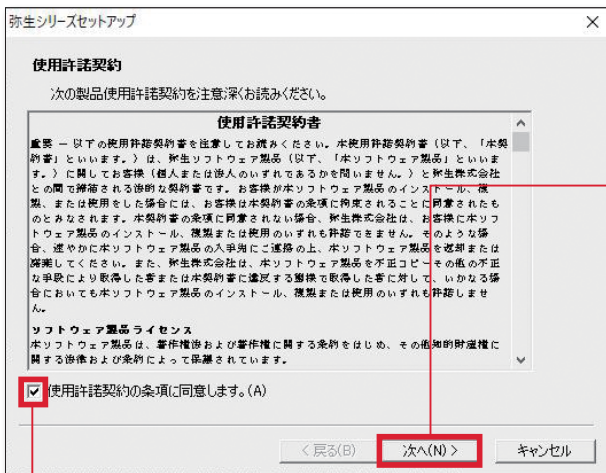 弥生シリーズセットアップ
使用許諾契約
次の製品使用許諾契約を注意深くお読みください。
使用許諾契約書
重要 － 以下の使用許諾契約書を注意してお読みください。本使用許諾契約書（以下、「本契
約書」といいます。）は、弥生ソフトウェア製品（以下、「本ソフトウェア製品」といいま
す。）に関してお客様（個人または法人のいずれであるかを問いません。）と弥生株式会社
との間で締結される法的な契約書です。お客様が本ソフトウェア製品のインストール、複
製、または使用をした場合には、お客様は本契約書の条項に拘束されることに同意されたも
のとみなされます。本契約書の条項に同意されない場合、弥生株式会社は、お客様に本ソフ
トウェア製品のインストール、複製または使用のいずれも許諾できません。そのような場
合、速やかに本ソフトウェア製品の入手先にご連絡の上、本ソフトウェア製品を返却または
廃棄してください。また、弥生株式会社は、本ソフトウェア製品を不正コピーその他の不正
な手段により取得した者または本契約書に違反する態様で取得した者に対して、いかなる場
合においても本ソフトウェア製品のインストール、複製または使用のいずれも許諾しませ
ん。
ソフトウェア製品ライセンス
本ソフトウェア製品は、著作権法および著作権に関する条約をはじめ、その他知的財産権に
関する法律および条約によって保護されています。
使用許諾契約の条項に同意します。(A)
< 戻る(B)
次へ(N) >
キャンセル